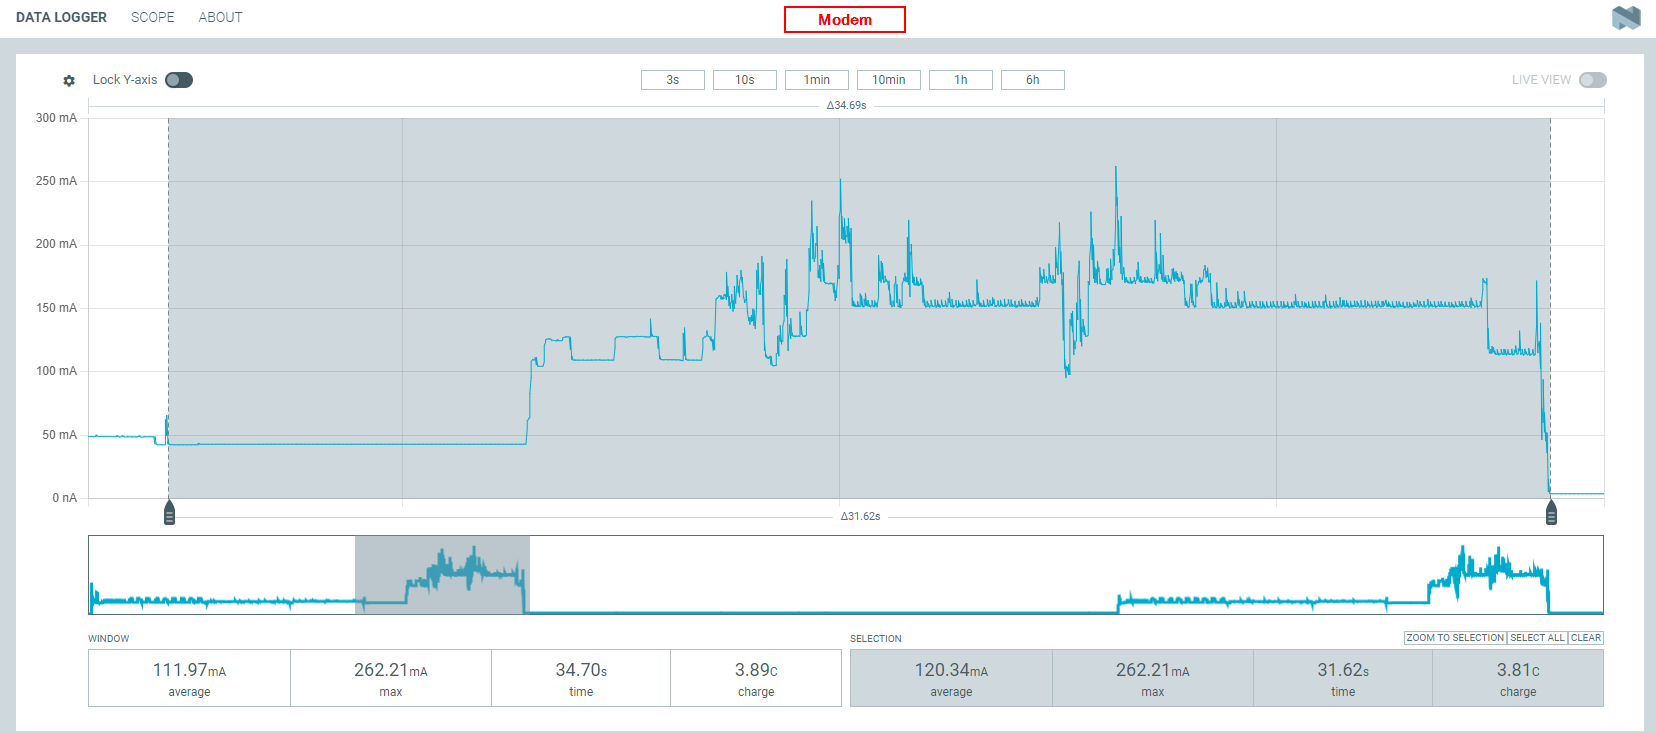 DATA LOGGER SCOPE ABOUT Modem
Lock Y-axis 3s 10s 1min 10min 1h 6h LIVE VIEW
Δ34.69s
300 mA
250 mA
200 mA
150 mA
100 mA
50 mA
0 nA
Δ31.62s
WINDOW SELECTION ZOOM TO SELECTION SELECT ALL CLEAR
111.97mA 262.21mA 34.70s 3.89C 120.34mA 262.21mA 31.62s 3.81C
average max time charge average max time charge